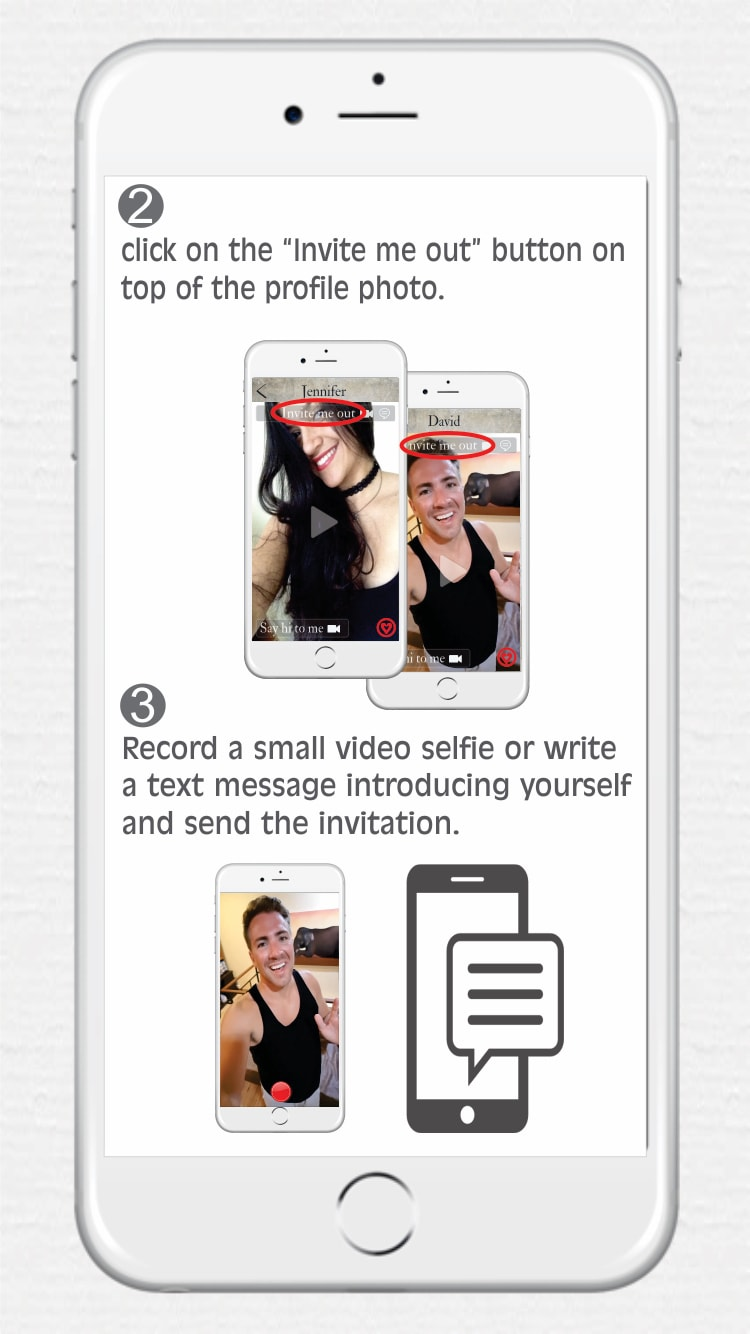 2
click on the “Invite me out” button on
top of the profile photo.
Jennifer
Invite me out
David
Invite me out
Say hi to me
hi to me
3
Record a small video selfie or write
a text message introducing yourself
and send the invitation.